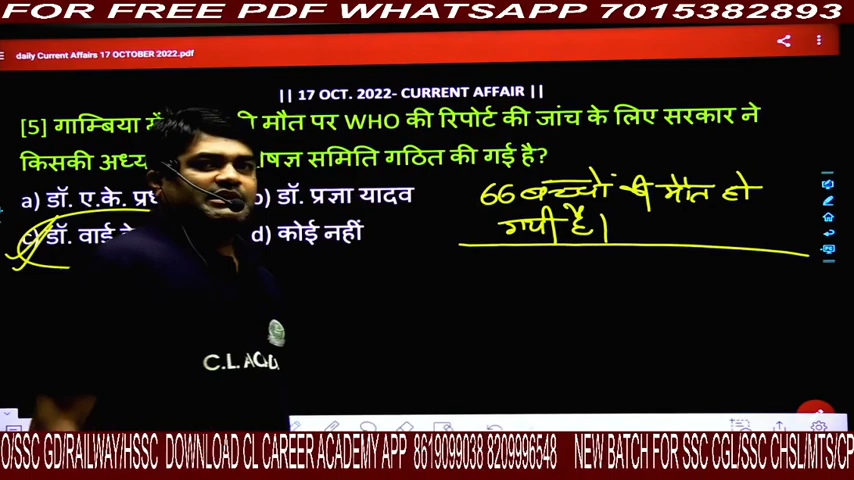 FOR FREE PDF WHATSAPP 7015382893
daily Current Affairs 17 OCTOBER 2022.pdf
|| 17 OCT. 2022- CURRENT AFFAIR ||
[5] गाम्बिया में मौत पर WHO की रिपोर्ट की जांच के लिए सरकार ने
किसकी समिति गठित की गई है?
a) डॉ. ए.के. b) डॉ. प्रज्ञा यादव
c) डॉ. वाई d) कोई नहीं
66 बच्चों की मौत हो
गयी है।
C.L. ACA
O/SSC GD/RAILWAY/HSSC DOWNLOAD CL CAREER ACADEMY APP 8619099038 8209996548 NEW BATCH FOR SSC CGL/SSC CHSL/MTS/CP